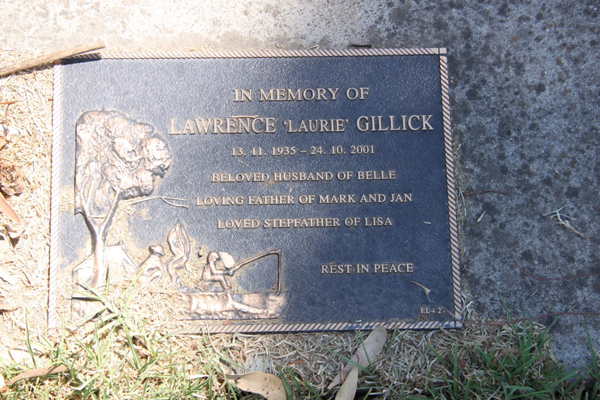 IN MEMORY OF
LAWRENCE 'LAURIE' GILLICK
13. 11. 1935 – 24. 10. 2001
BELOVED HUSBAND OF BELLE
LOVING FATHER OF MARK AND JAN
LOVED STEPFATHER OF LISA
REST IN PEACE